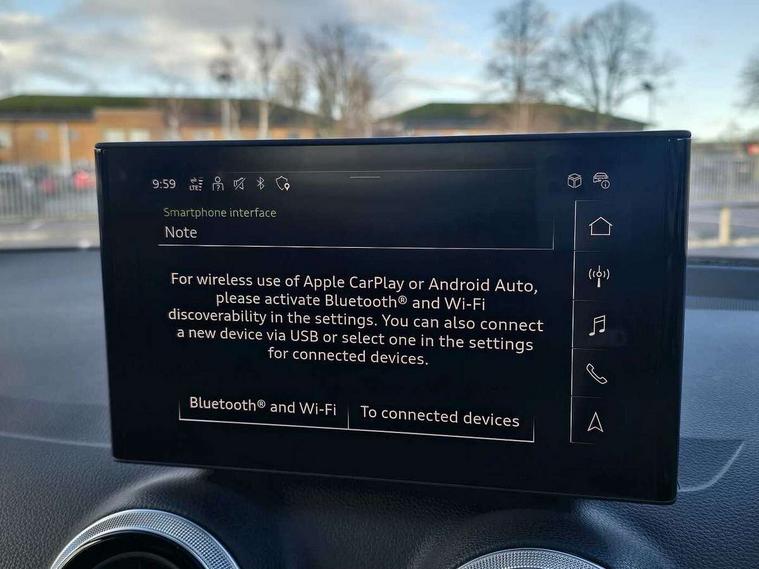 9:59 LTE
Smartphone interface
Note
For wireless use of Apple CarPlay or Android Auto,
please activate Bluetooth® and Wi-Fi
discoverability in the settings. You can also connect
a new device via USB or select one in the settings
for connected devices.
Bluetooth® and Wi-Fi To connected devices